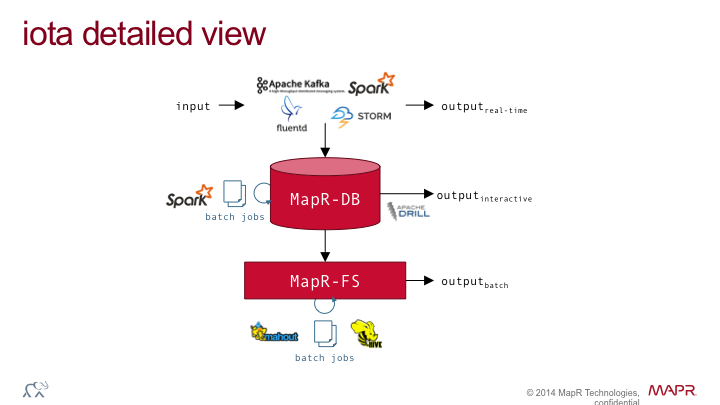 iota detailed view
APACHE KAFKA
A high-throughput distributed messaging system.
Spark
input
output real-time
fluentd
STORM
Spark
MapR-DB
output interactive
APACHE
DRILL
batch jobs
MapR-FS
output batch
mahout
HIVE
batch jobs
© 2014 MapR Technologies,
confidential
MAPR